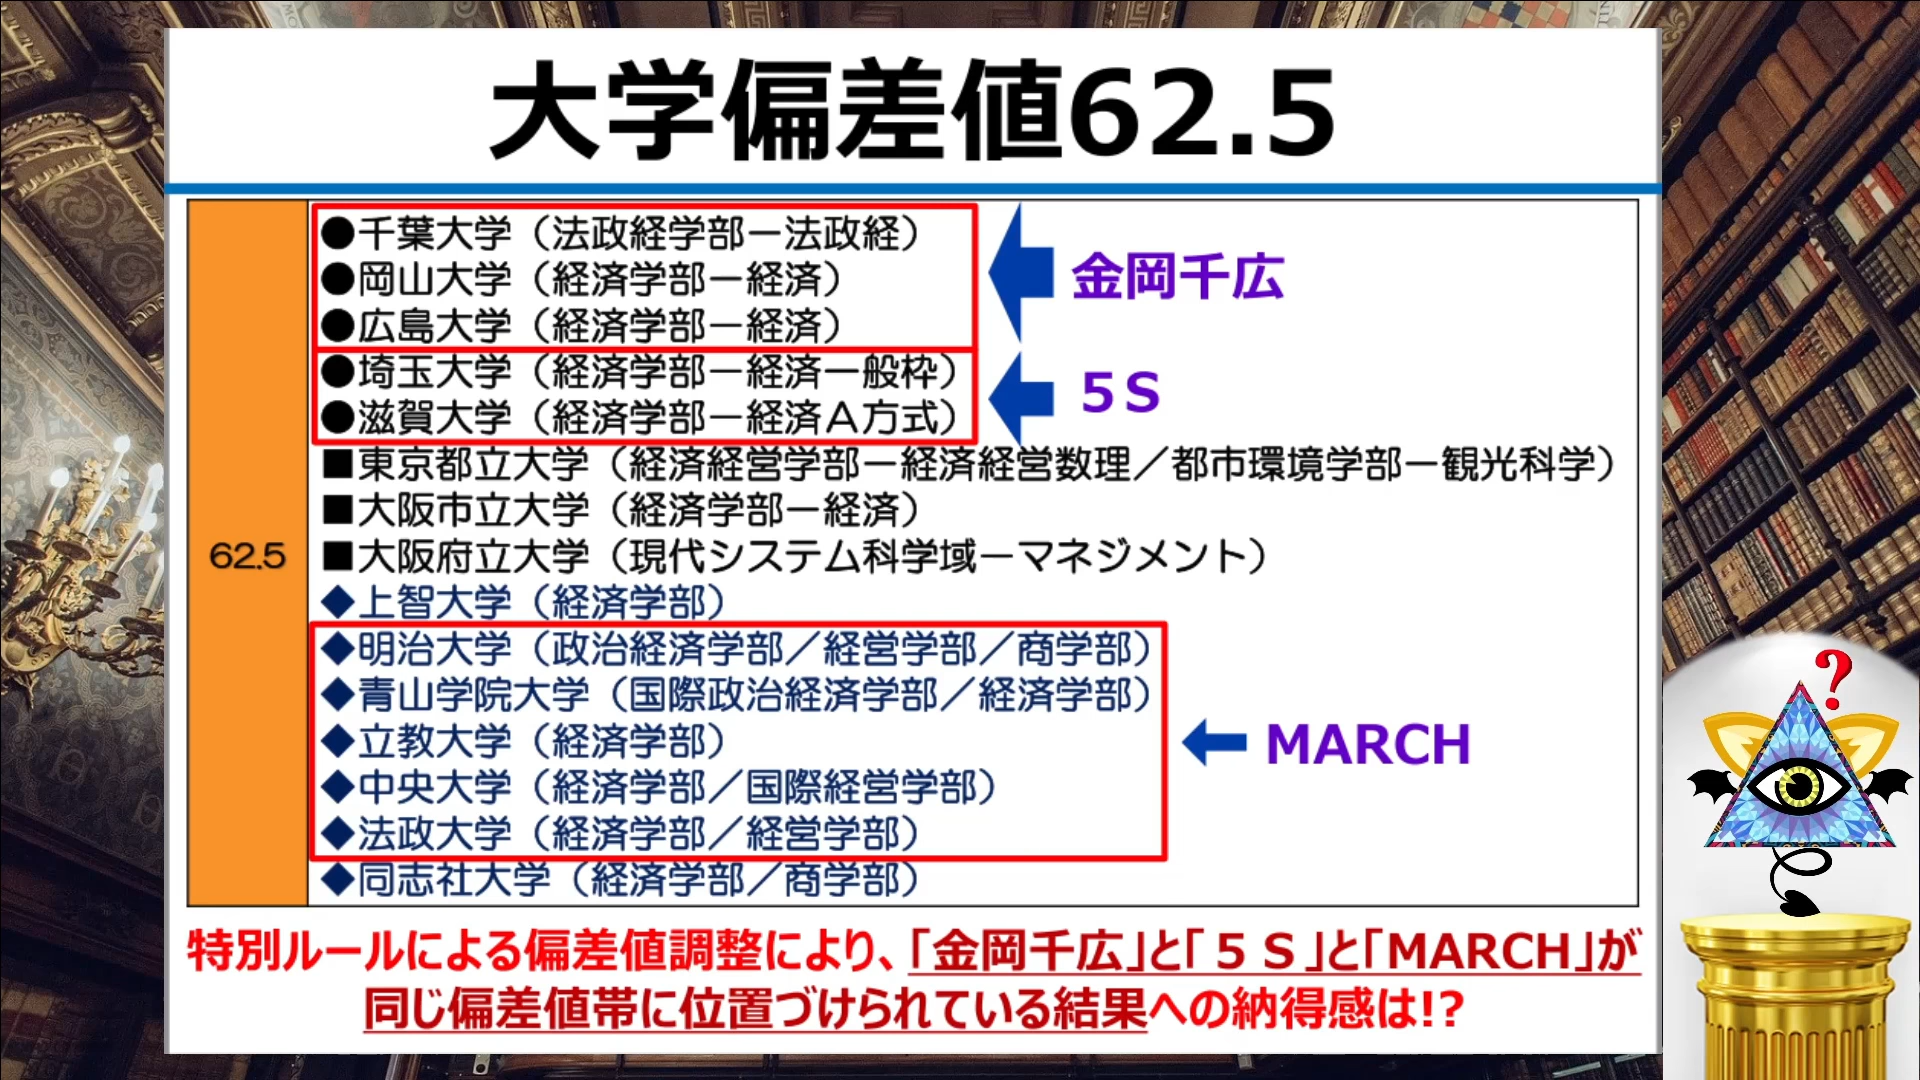 大学偏差値62.5
62.5
●千葉大学（法政経学部－法政経）
●岡山大学（経済学部－経済）
●広島大学（経済学部－経済）
金岡千広
●埼玉大学（経済学部－経済一般枠）
●滋賀大学（経済学部－経済Ａ方式）
５Ｓ
■東京都立大学（経済経営学部－経済経営数理／都市環境学部－観光科学）
■大阪市立大学（経済学部－経済）
■大阪府立大学（現代システム科学域－マネジメント）
◆上智大学（経済学部）
◆明治大学（政治経済学部／経営学部／商学部）
◆青山学院大学（国際政治経済学部／経済学部）
◆立教大学（経済学部）
◆中央大学（経済学部／国際経営学部）
◆法政大学（経済学部／経営学部）
MARCH
◆同志社大学（経済学部／商学部）
特別ルールによる偏差値調整により、「金岡千広」と「５Ｓ」と「MARCH」が
同じ偏差値帯に位置づけられている結果への納得感は!?
?